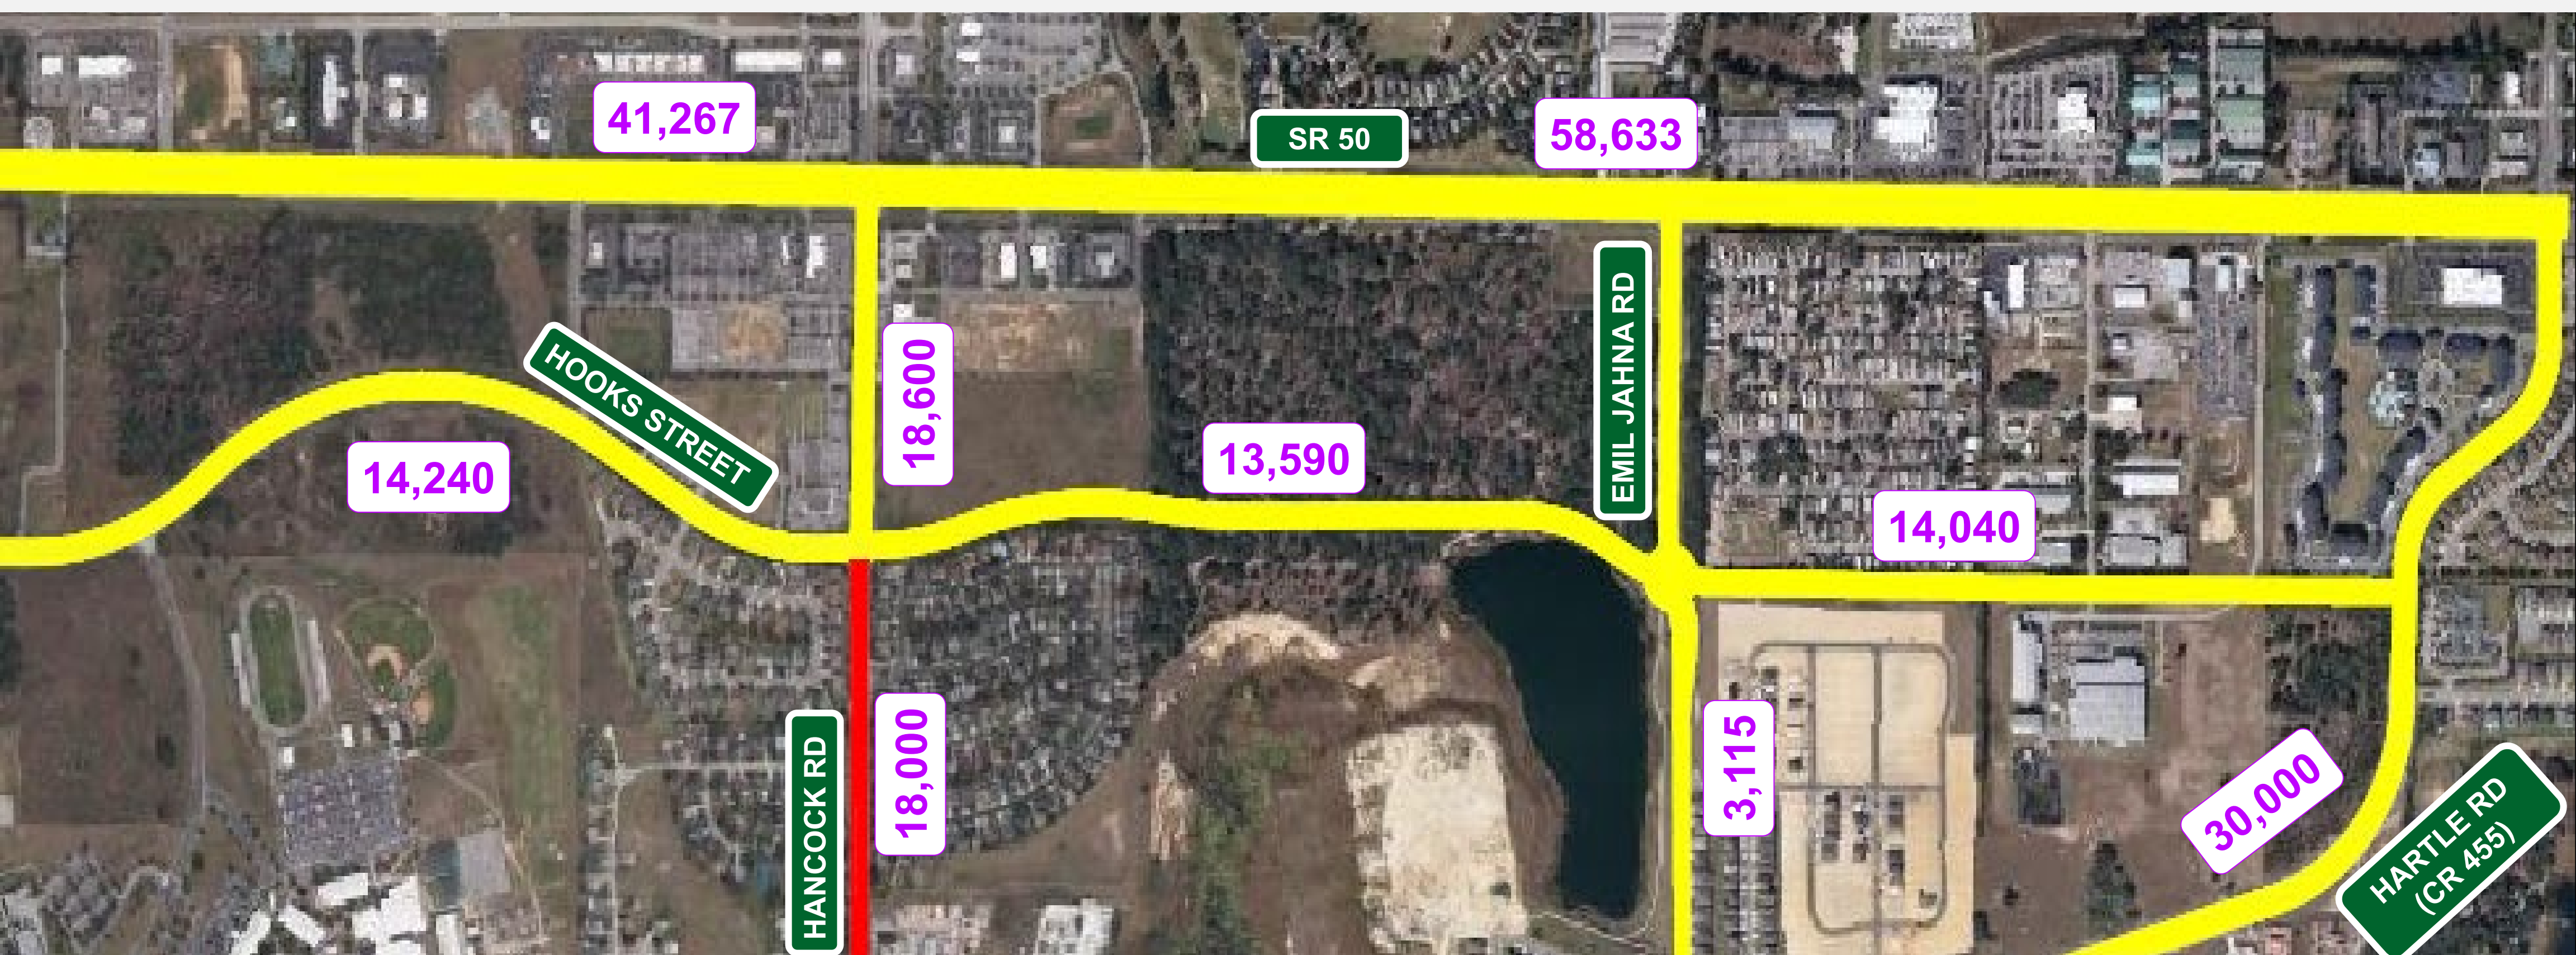 41,267
SR 50
58,633
HOOKS STREET
14,240
18,600
13,590
EMIL JAHNA RD
14,040
HANCOCK RD
18,000
3,115
30,000
HARTLE RD
(CR 455)